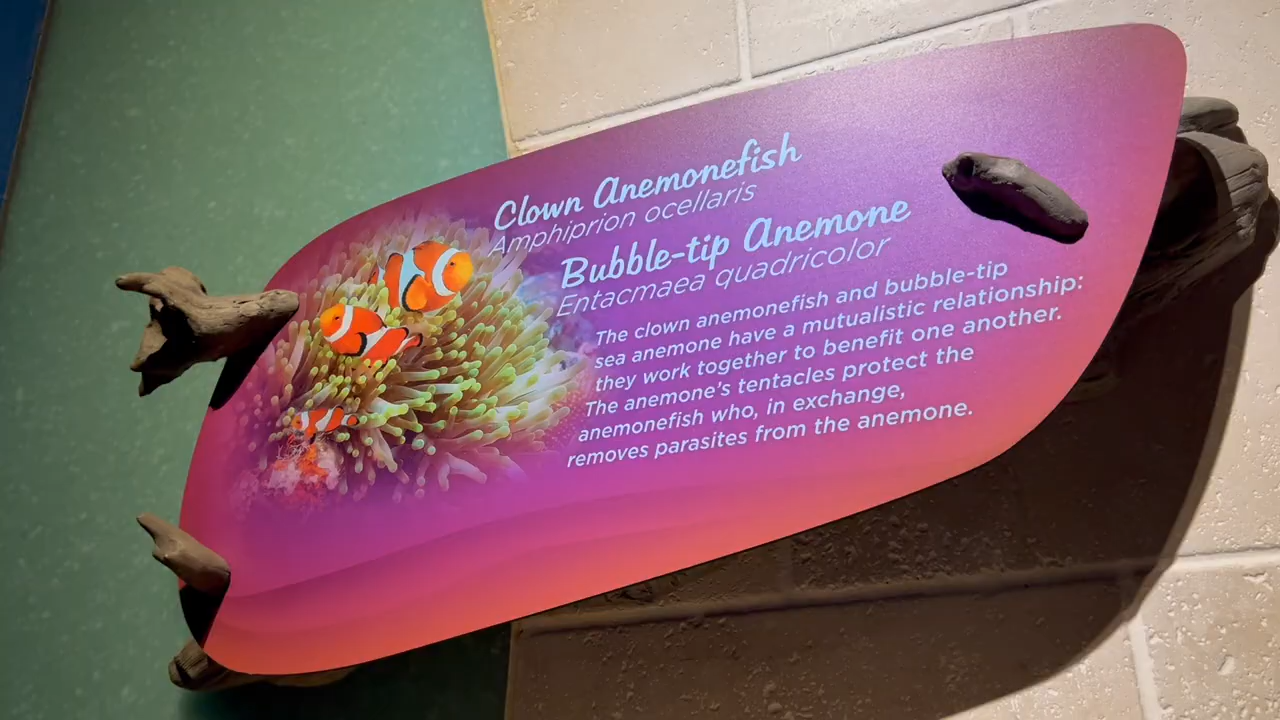 Clown Anemonefish
Amphiprion ocellaris
Bubble-tip Anemone
Entacmaea quadricolor
The clown anemonefish and bubble-tip
sea anemone have a mutualistic relationship:
they work together to benefit one another.
The anemone's tentacles protect the
anemonefish who, in exchange,
removes parasites from the anemone.